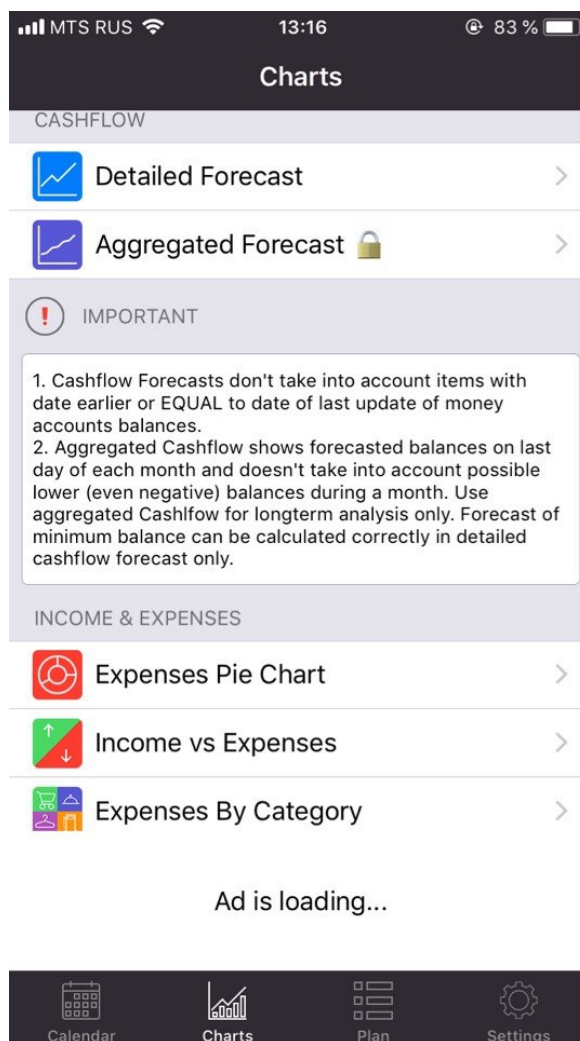 MTS RUS 13:16 83 %
Charts
CASHFLOW
Detailed Forecast
Aggregated Forecast
IMPORTANT
1. Cashflow Forecasts don't take into account items with
date earlier or EQUAL to date of last update of money
accounts balances.
2. Aggregated Cashflow shows forecasted balances on last
day of each month and doesn't take into account possible
lower (even negative) balances during a month. Use
aggregated Cashlfow for longterm analysis only. Forecast of
minimum balance can be calculated correctly in detailed
cashflow forecast only.
INCOME & EXPENSES
Expenses Pie Chart
Income vs Expenses
Expenses By Category
Ad is loading...
Calendar Charts Plan Settings